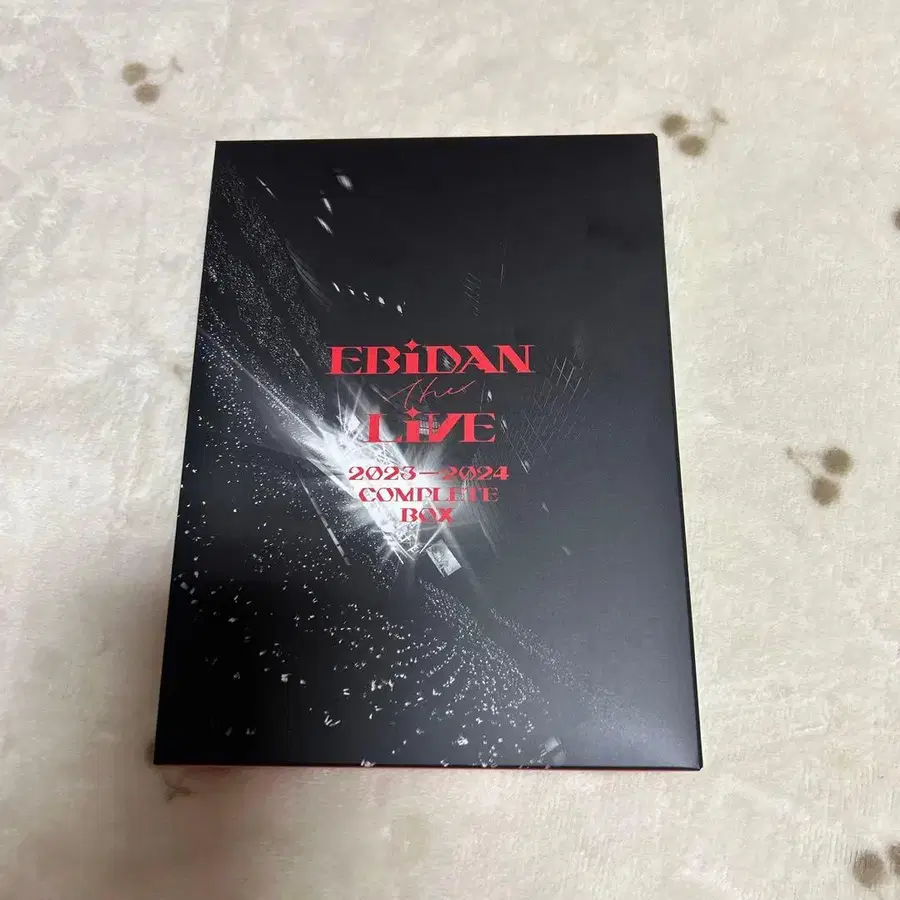 EBiDAN
the
LiVE
2023–2024
COMPLETE
BOX